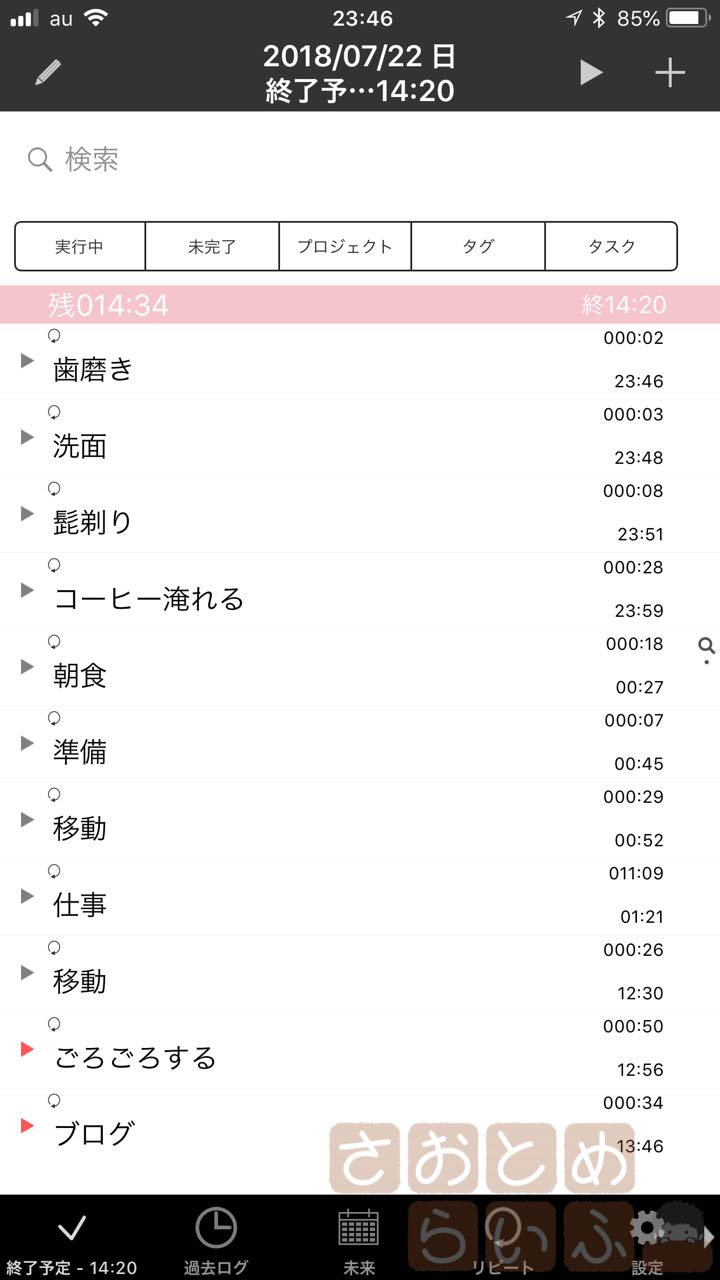 au 23:46 85%
2018/07/22 日
終了予…14:20
検索
実行中 未完了 プロジェクト タグ タスク
残014:34 終14:20
000:02
歯磨き
23:46
000:03
洗面
23:48
000:08
髭剃り
23:51
000:28
コーヒー淹れる
23:59
000:18
朝食
00:27
000:07
準備
00:45
000:29
移動
00:52
011:09
仕事
01:21
000:26
移動
12:30
000:50
ごろごろする
12:56
000:34
ブログ
13:46
さおとめ
らいふ
終了予定 - 14:20 過去ログ 未来 リピート 設定